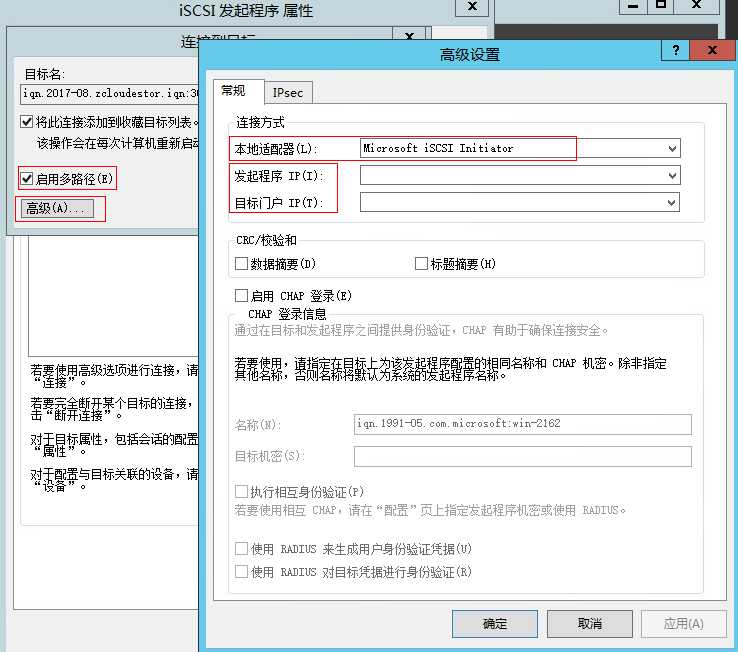 iSCSI 发起程序 属性
x
连接到目标
x
目标名:
iqn.2017-08.zcloudestor.iqn:30
将此连接添加到收藏目标列表。
该操作会在每次计算机重新启动
启用多路径(E)
高级(A)...
若要使用高级选项进行连接，请
“连接”。
若要完全断开某个目标的连接，
击“断开连接”。
对于目标属性，包括会话的配置
“属性”。
对于配置与目标关联的设备，请
“设备”。
高级设置
?
x
常规
IPsec
连接方式
本地适配器(L):
Microsoft iSCSI Initiator
发起程序 IP(I):
目标门户 IP(T):
CRC/校验和
数据摘要(D)
标题摘要(H)
启用 CHAP 登录(E)
CHAP 登录信息
通过在目标和发起程序之间提供身份验证，CHAP 有助于确保连接安全。
若要使用，请指定在目标上为该发起程序配置的相同名称和 CHAP 机密。除非指定
其他名称，否则名称将默认为系统的发起程序名称。
名称(N):
iqn.1991-05.com.microsoft:win-2162
目标机密(S):
执行相互身份验证(P)
若要使用相互 CHAP，请在“配置”页上指定发起程序机密或使用 RADIUS。
使用 RADIUS 来生成用户身份验证凭据(U)
使用 RADIUS 对目标凭据进行身份验证(R)
确定
取消
应用(A)